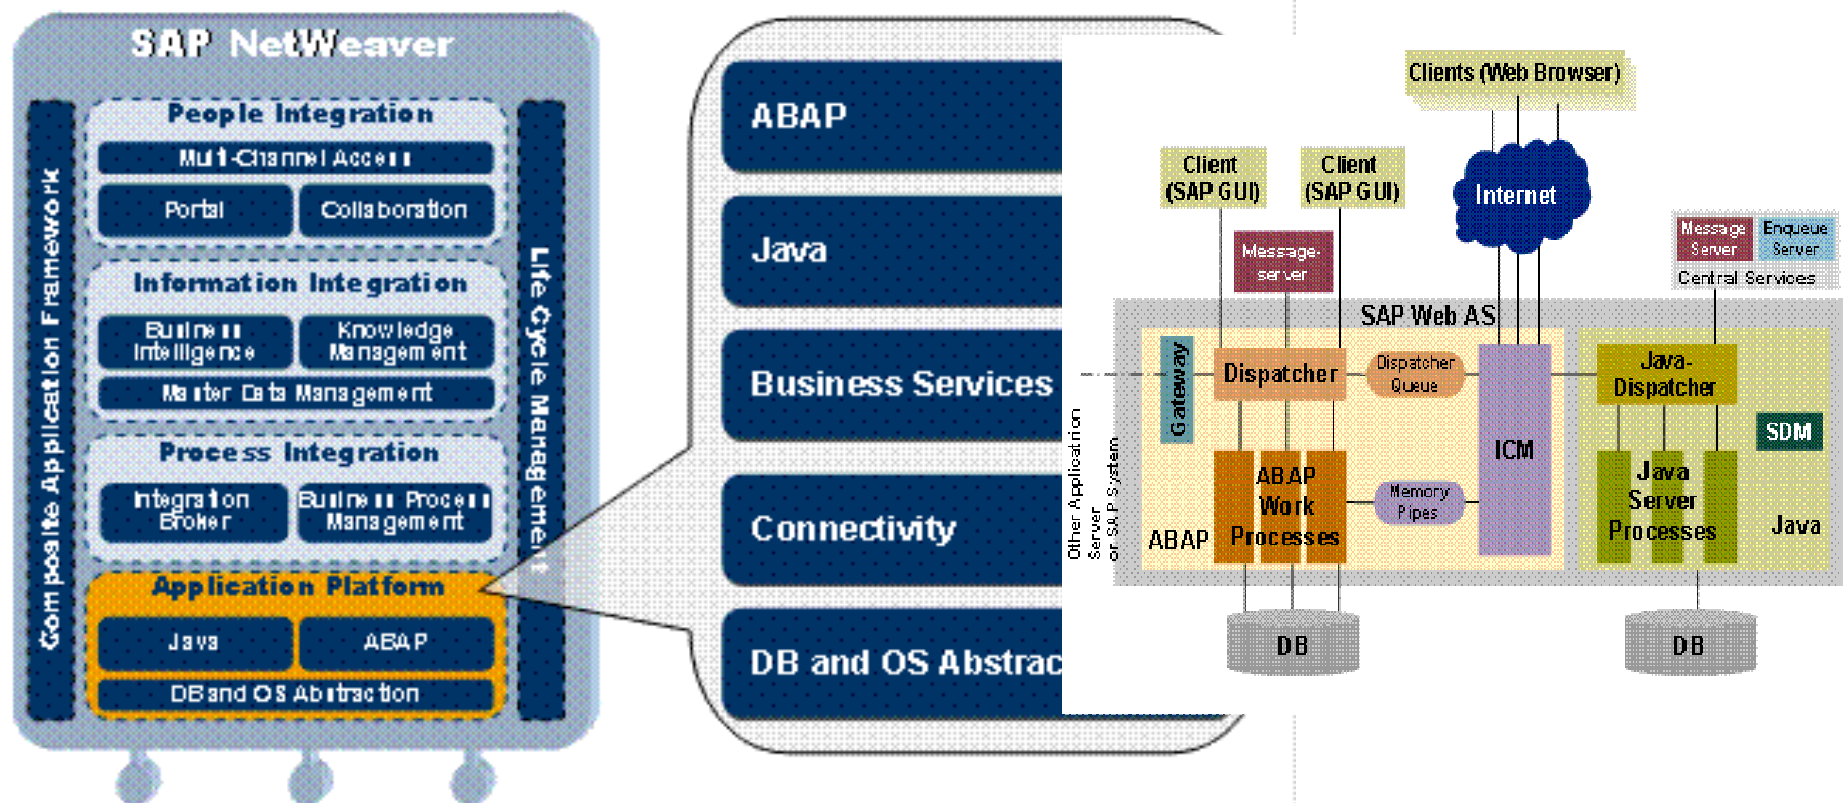 SAP NetWeaver
Composite Application Framework
People Integration
Multi-Channel Access
Portal
Collaboration
Information Integration
Business
Intelligence
Knowledge
Management
Master Data Management
Process Integration
Integration
Broker
Business Process
Management
Application Platform
Java
ABAP
DB and OS Abstraction
Life Cycle Management
ABAP
Java
Business Services
Connectivity
DB and OS Abstrac
Clients (Web Browser)
Client
(SAP GUI)
Client
(SAP GUI)
Internet
Message-
server
Message
Server
Enqueue
Server
Central Services
SAP Web AS
Gateway
Dispatcher
Dispatcher
Queue
Java-
Dispatcher
SDM
ICM
ABAP
Work
Processes
Memory
Pipes
Java
Server
Processes
ABAP
Java
Other Application
Server
or SAP System
DB
DB